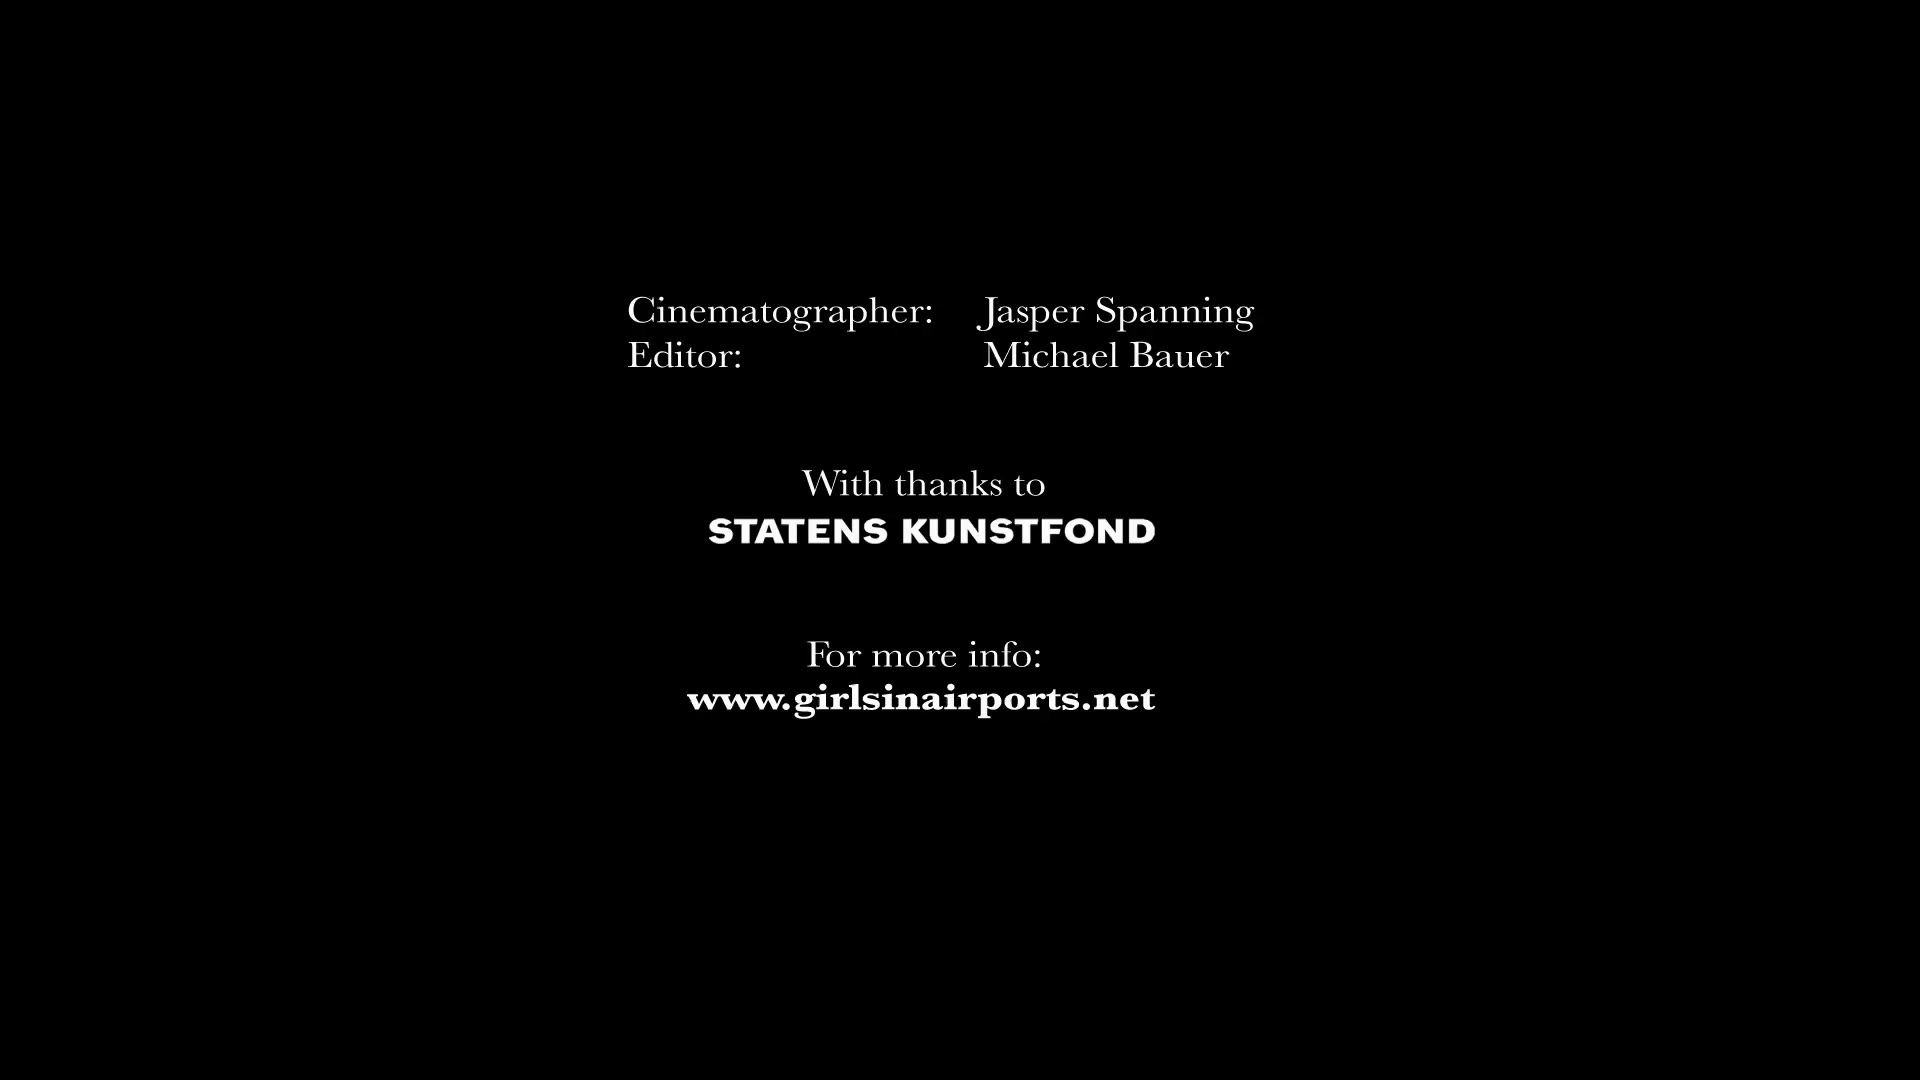 Cinematographer: Jasper Spanning
Editor: Michael Bauer
With thanks to
STATENS KUNSTFOND
For more info:
www.girlsinairports.net